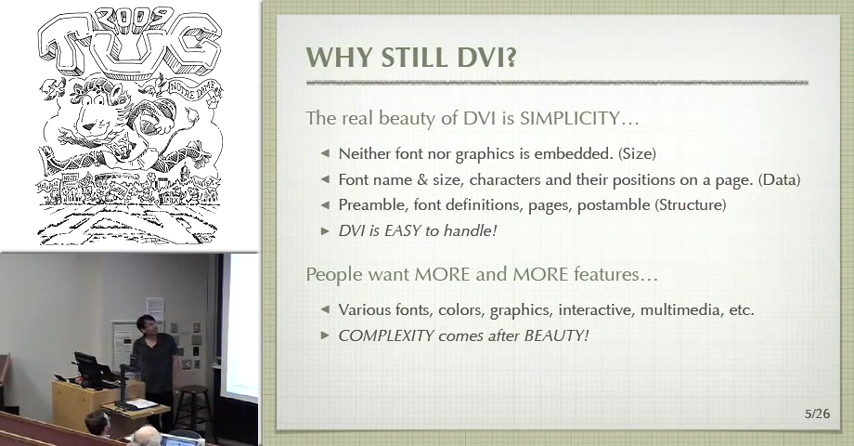 2009
TUG
NOTRE DAME
WHY STILL DVI?
The real beauty of DVI is SIMPLICITY…
Neither font nor graphics is embedded. (Size)
Font name & size, characters and their positions on a page. (Data)
Preamble, font definitions, pages, postamble (Structure)
DVI is EASY to handle!
People want MORE and MORE features…
Various fonts, colors, graphics, interactive, multimedia, etc.
COMPLEXITY comes after BEAUTY!
5/26